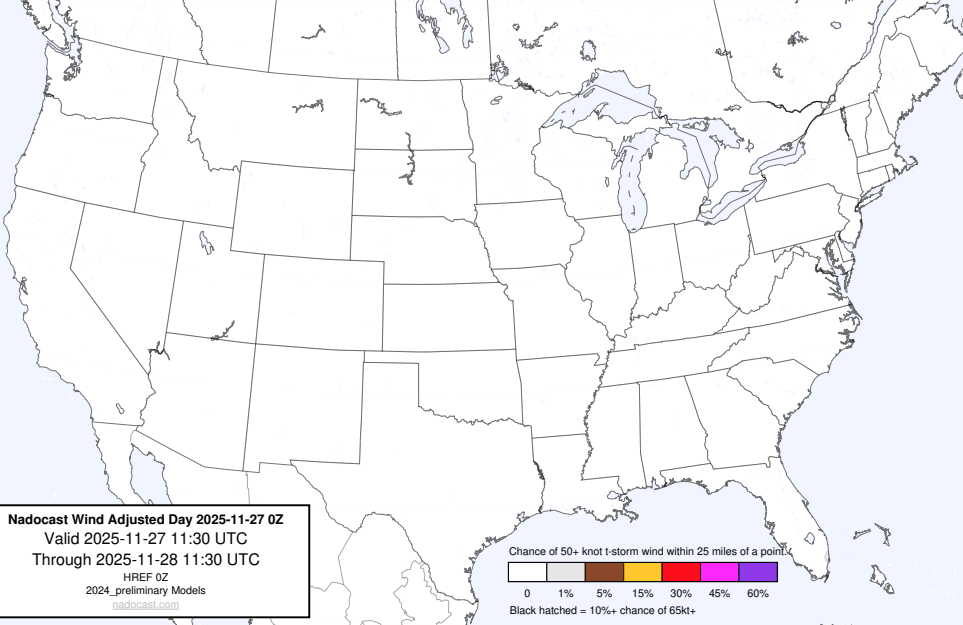 Nadocast Wind Adjusted Day 2025-11-27 0Z
Valid 2025-11-27 11:30 UTC
Through 2025-11-28 11:30 UTC
HREF 0Z
2024_preliminary Models
nadocast.com
Chance of 50+ knot t-storm wind within 25 miles of a point.
0 1% 5% 15% 30% 45% 60%
Black hatched = 10%+ chance of 65kt+